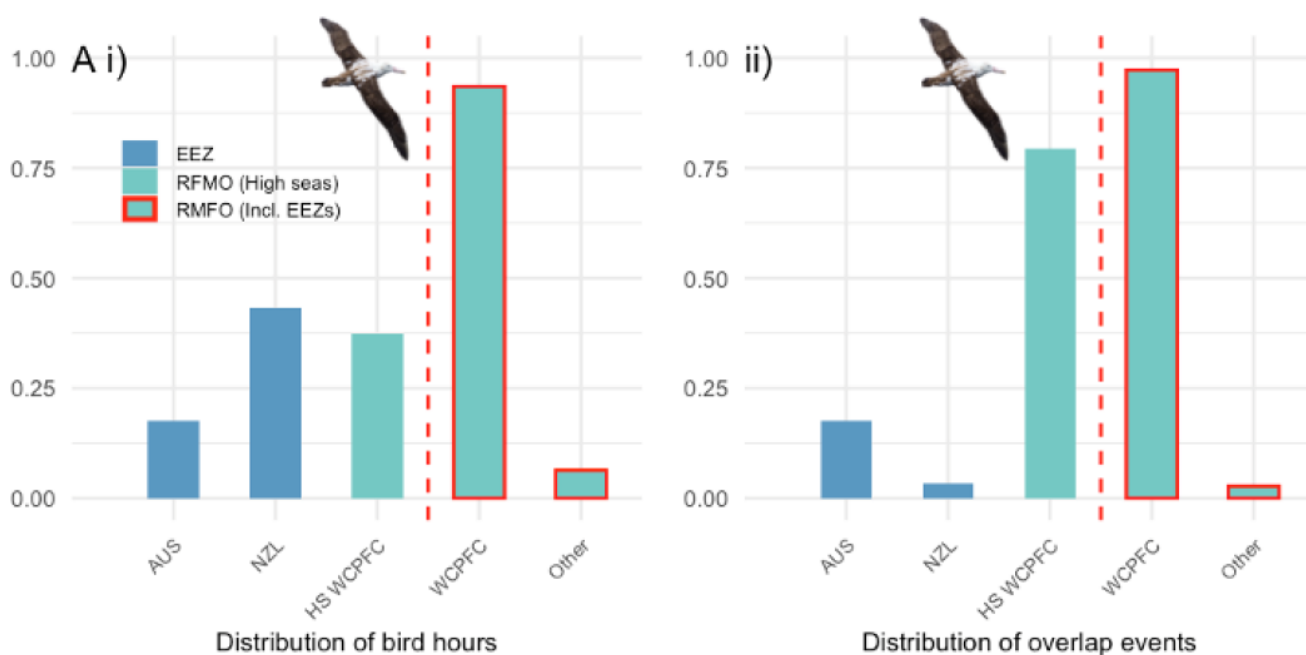 A i)
1.00
0.75
0.50
0.25
0.00
EEZ
RFMO (High seas)
RMFO (Incl. EEZs)
AUS
NZL
HS WCPFC
WCPFC
Other
Distribution of bird hours
ii)
1.00
0.75
0.50
0.25
0.00
AUS
NZL
HS WCPFC
WCPFC
Other
Distribution of overlap events